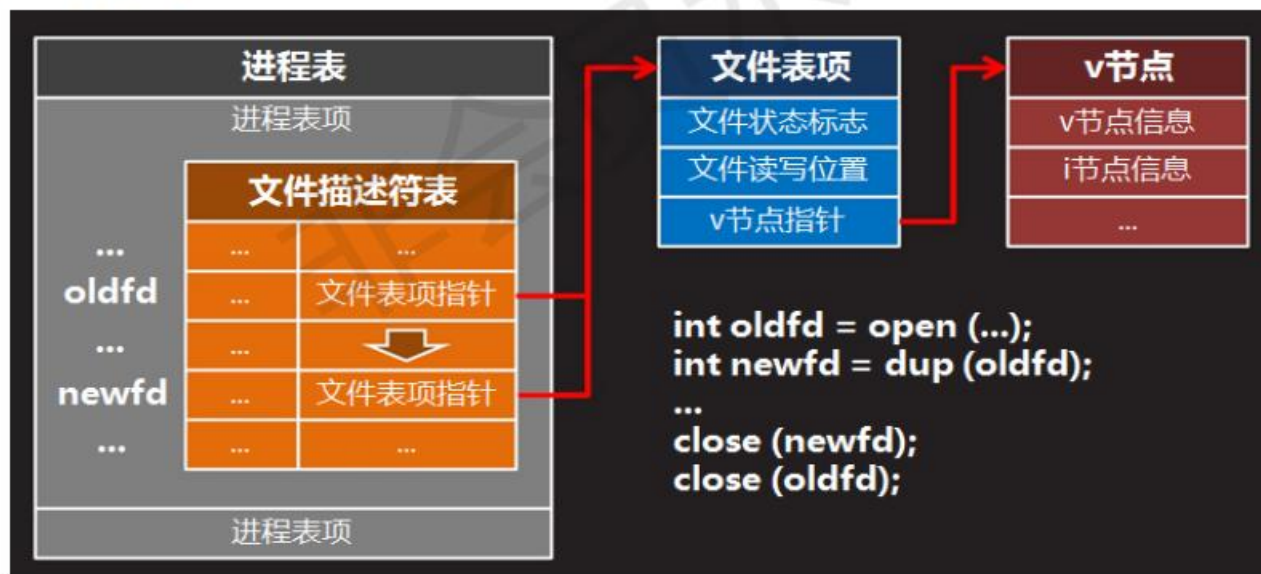 进程表
进程表项
文件描述符表
... ... ...
oldfd ... 文件表项指针
... ...
newfd ... 文件表项指针
... ... ...
进程表项
文件表项
文件状态标志
文件读写位置
v节点指针
v节点
v节点信息
i节点信息
...
int oldfd = open (...);
int newfd = dup (oldfd);
...
close (newfd);
close (oldfd);